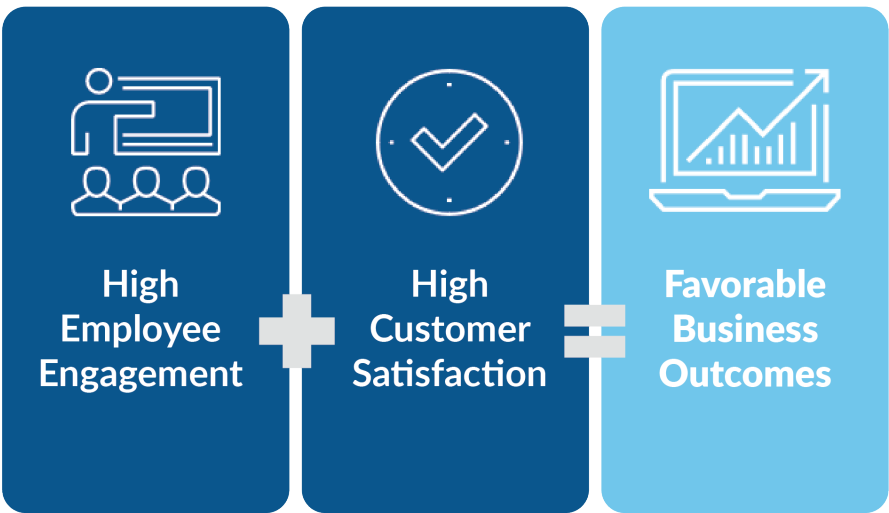 High
Employee
Engagement
High
Customer
Satisfaction
Favorable
Business
Outcomes